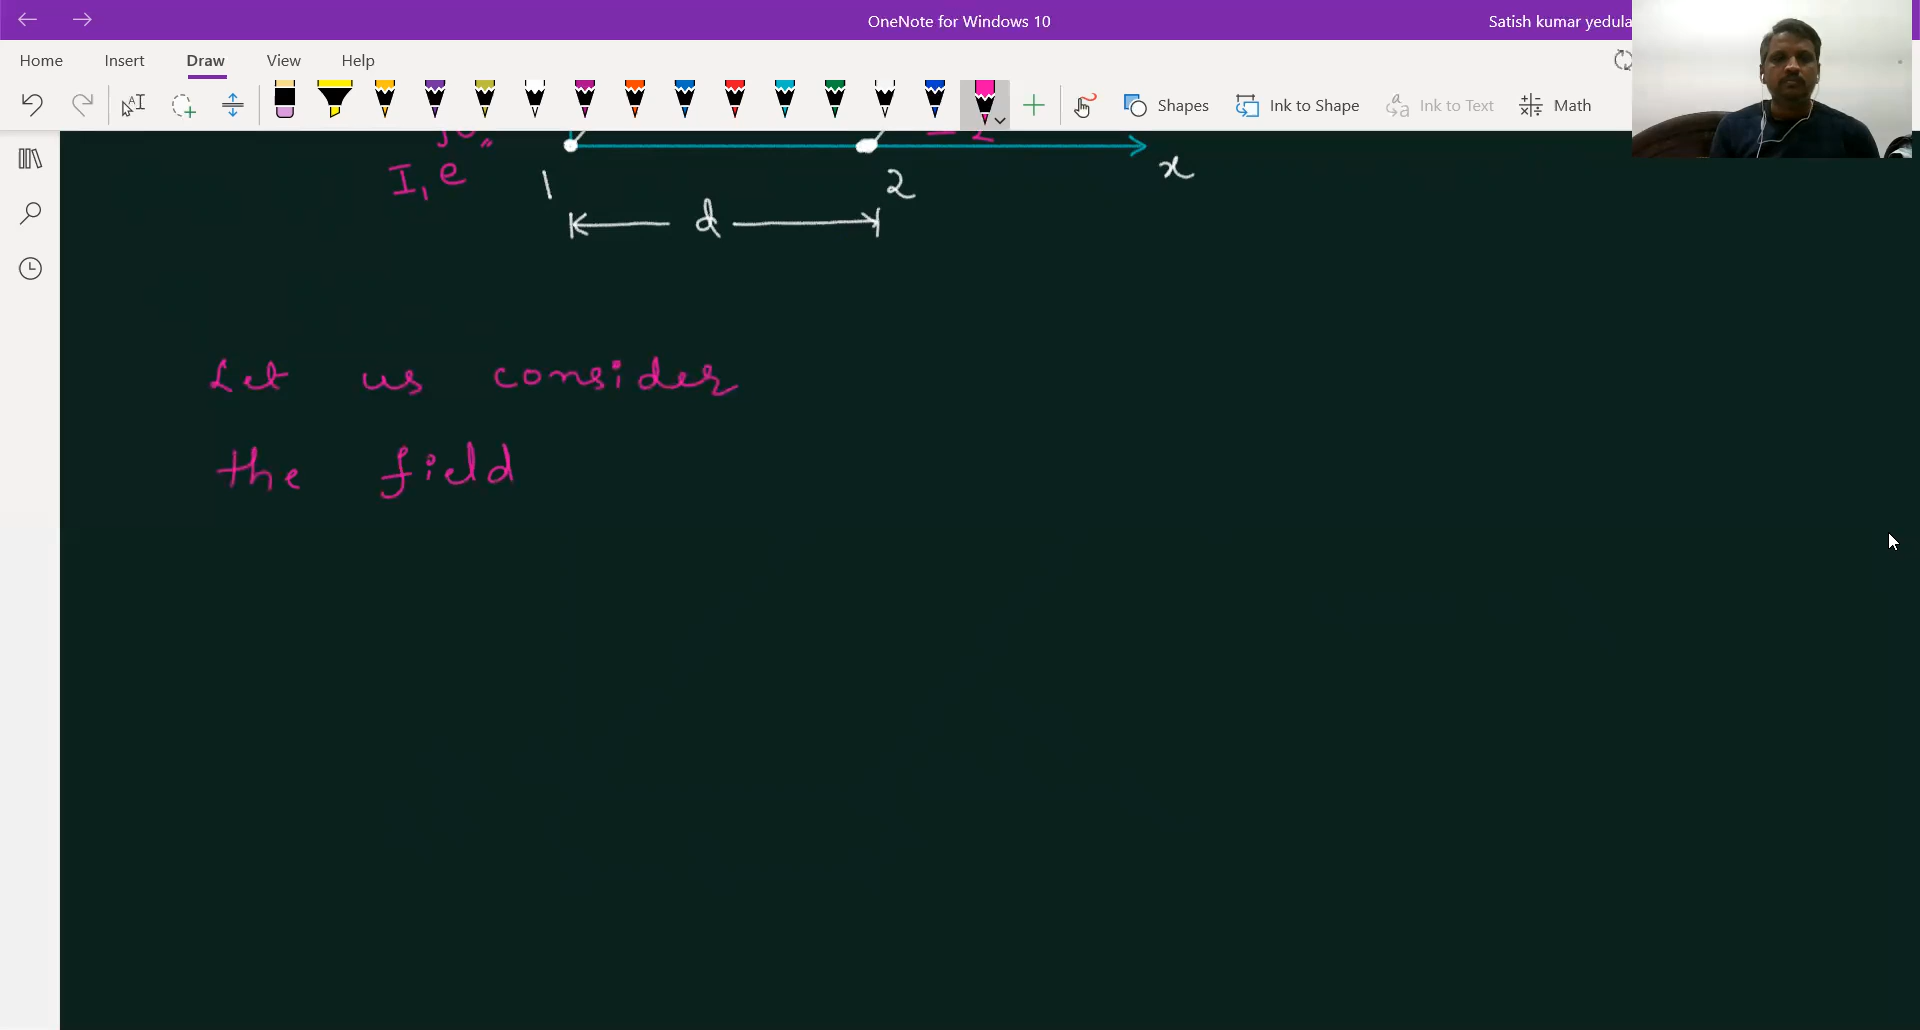 OneNote for Windows 10
Satish kumar yedula
Home Insert Draw View Help
Shapes Ink to Shape Ink to Text Math
I₁ e
1 2 x
d
Let us consider
the field